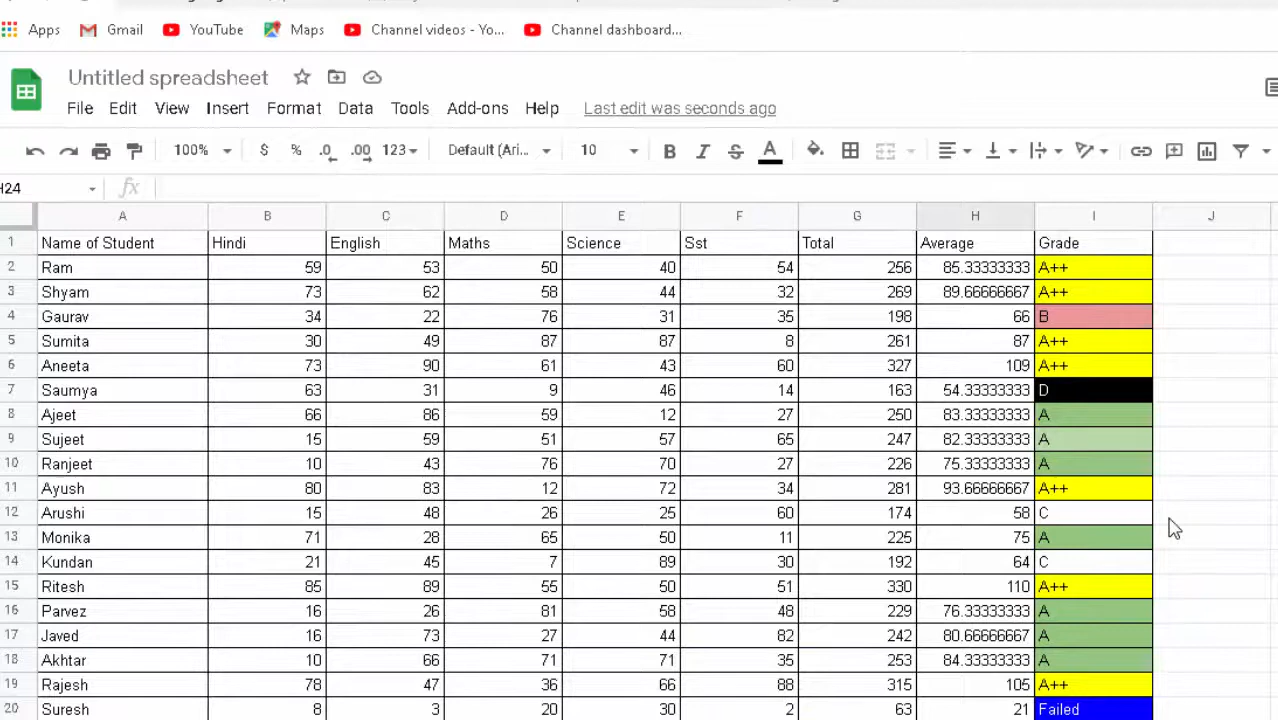 Apps Gmail YouTube Maps Channel videos - Yo... Channel dashboard...
Untitled spreadsheet
File Edit View Insert Format Data Tools Add-ons Help Last edit was seconds ago
100% $ % .0 .00 123 Default (Ari... 10 B I S A
H24 fx
A B C D E F G H I J
1 Name of Student Hindi English Maths Science Sst Total Average Grade
2 Ram 59 53 50 40 54 256 85.33333333 A++
3 Shyam 73 62 58 44 32 269 89.66666667 A++
4 Gaurav 34 22 76 31 35 198 66 B
5 Sumita 30 49 87 87 8 261 87 A++
6 Aneeta 73 90 61 43 60 327 109 A++
7 Saumya 63 31 9 46 14 163 54.33333333 D
8 Ajeet 66 86 59 12 27 250 83.33333333 A
9 Sujeet 15 59 51 57 65 247 82.33333333 A
10 Ranjeet 10 43 76 70 27 226 75.33333333 A
11 Ayush 80 83 12 72 34 281 93.66666667 A++
12 Arushi 15 48 26 25 60 174 58 C
13 Monika 71 28 65 50 11 225 75 A
14 Kundan 21 45 7 89 30 192 64 C
15 Ritesh 85 89 55 50 51 330 110 A++
16 Parvez 16 26 81 58 48 229 76.33333333 A
17 Javed 16 73 27 44 82 242 80.66666667 A
18 Akhtar 10 66 71 71 35 253 84.33333333 A
19 Rajesh 78 47 36 66 88 315 105 A++
20 Suresh 8 3 20 30 2 63 21 Failed